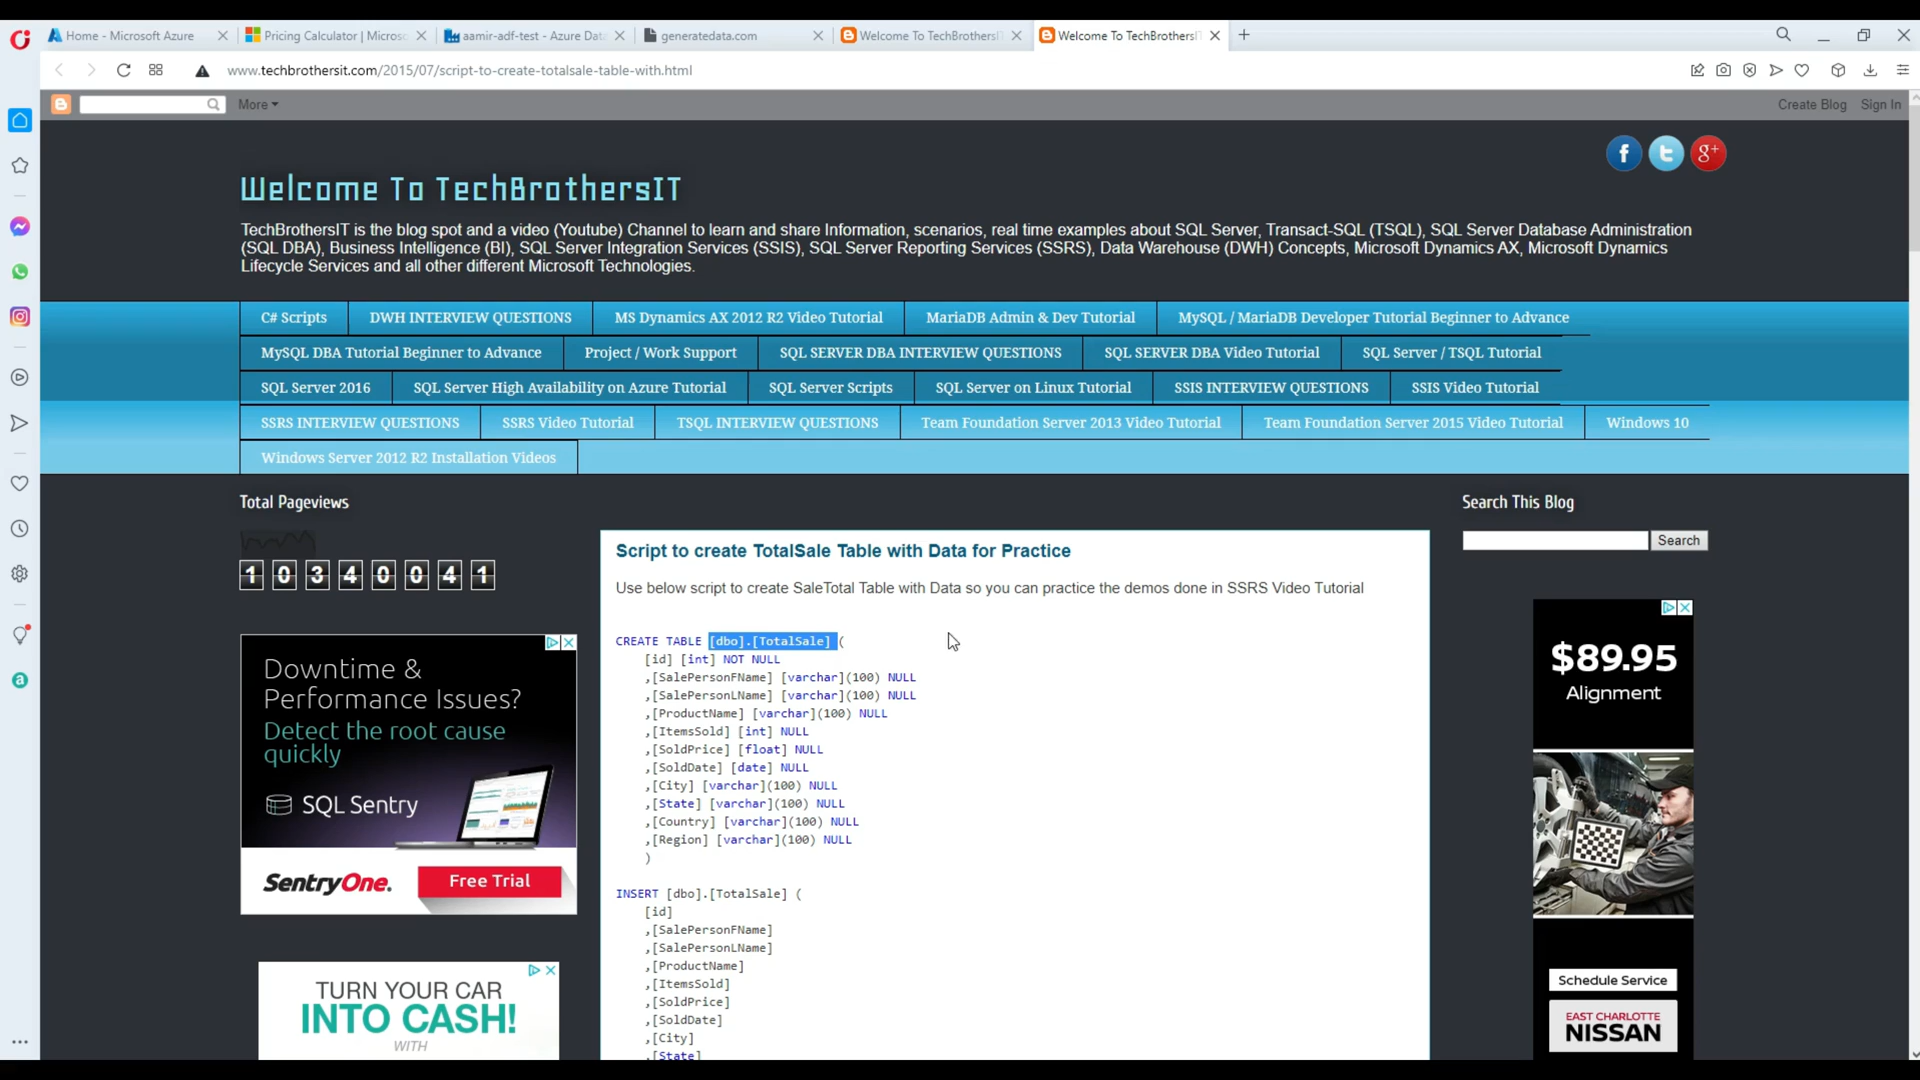 Home - Microsoft Azure
Pricing Calculator | Micros
aamir-adf-test - Azure Dat
generatedata.com
Welcome To TechBrothersI
Welcome To TechBrothersI
www.techbrothersit.com/2015/07/script-to-create-totalsale-table-with.html
More
Create Blog
Sign In
f
t
g+
Welcome To TechBrothersIT
TechBrothersIT is the blog spot and a video (Youtube) Channel to learn and share Information, scenarios, real time examples about SQL Server, Transact-SQL (TSQL), SQL Server Database Administration
(SQL DBA), Business Intelligence (BI), SQL Server Integration Services (SSIS), SQL Server Reporting Services (SSRS), Data Warehouse (DWH) Concepts, Microsoft Dynamics AX, Microsoft Dynamics
Lifecycle Services and all other different Microsoft Technologies.
C# Scripts
DWH INTERVIEW QUESTIONS
MS Dynamics AX 2012 R2 Video Tutorial
MariaDB Admin & Dev Tutorial
MySQL / MariaDB Developer Tutorial Beginner to Advance
MySQL DBA Tutorial Beginner to Advance
Project / Work Support
SQL SERVER DBA INTERVIEW QUESTIONS
SQL SERVER DBA Video Tutorial
SQL Server / TSQL Tutorial
SQL Server 2016
SQL Server High Availability on Azure Tutorial
SQL Server Scripts
SQL Server on Linux Tutorial
SSIS INTERVIEW QUESTIONS
SSIS Video Tutorial
SSRS INTERVIEW QUESTIONS
SSRS Video Tutorial
TSQL INTERVIEW QUESTIONS
Team Foundation Server 2013 Video Tutorial
Team Foundation Server 2015 Video Tutorial
Windows 10
Windows Server 2012 R2 Installation Videos
Total Pageviews
10340041
Downtime &
Performance Issues?
Detect the root cause
quickly
SQL Sentry
SentryOne.
Free Trial
TURN YOUR CAR
INTO CASH!
WITH
Script to create TotalSale Table with Data for Practice
Use below script to create SaleTotal Table with Data so you can practice the demos done in SSRS Video Tutorial
CREATE TABLE [dbo].[TotalSale] (
[id] [int] NOT NULL
,[SalePersonFName] [varchar](100) NULL
,[SalePersonLName] [varchar](100) NULL
,[ProductName] [varchar](100) NULL
,[ItemsSold] [int] NULL
,[SoldPrice] [float] NULL
,[SoldDate] [date] NULL
,[City] [varchar](100) NULL
,[State] [varchar](100) NULL
,[Country] [varchar](100) NULL
,[Region] [varchar](100) NULL
)
INSERT [dbo].[TotalSale] (
[id]
,[SalePersonFName]
,[SalePersonLName]
,[ProductName]
,[ItemsSold]
,[SoldPrice]
,[SoldDate]
,[City]
,[State]
Search This Blog
Search
$89.95
Alignment
Schedule Service
EAST CHARLOTTE
NISSAN